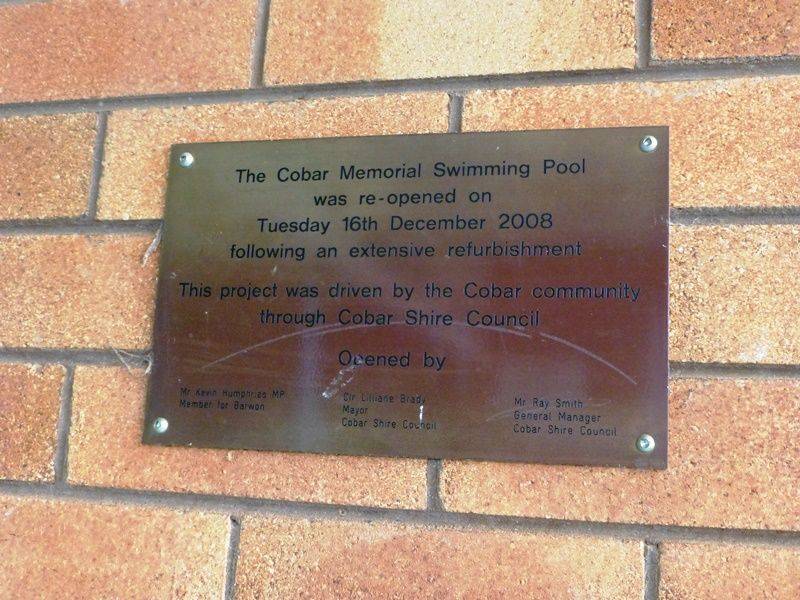 The Cobar Memorial Swimming Pool
was re-opened on
Tuesday 16th December 2008
following an extensive refurbishment
This project was driven by the Cobar community
through Cobar Shire Council
Opened by
Mr Kevin Humphries MP
Member for Barwon
Clr Lilliane Brady
Mayor
Cobar Shire Council
Mr Ray Smith
General Manager
Cobar Shire Council